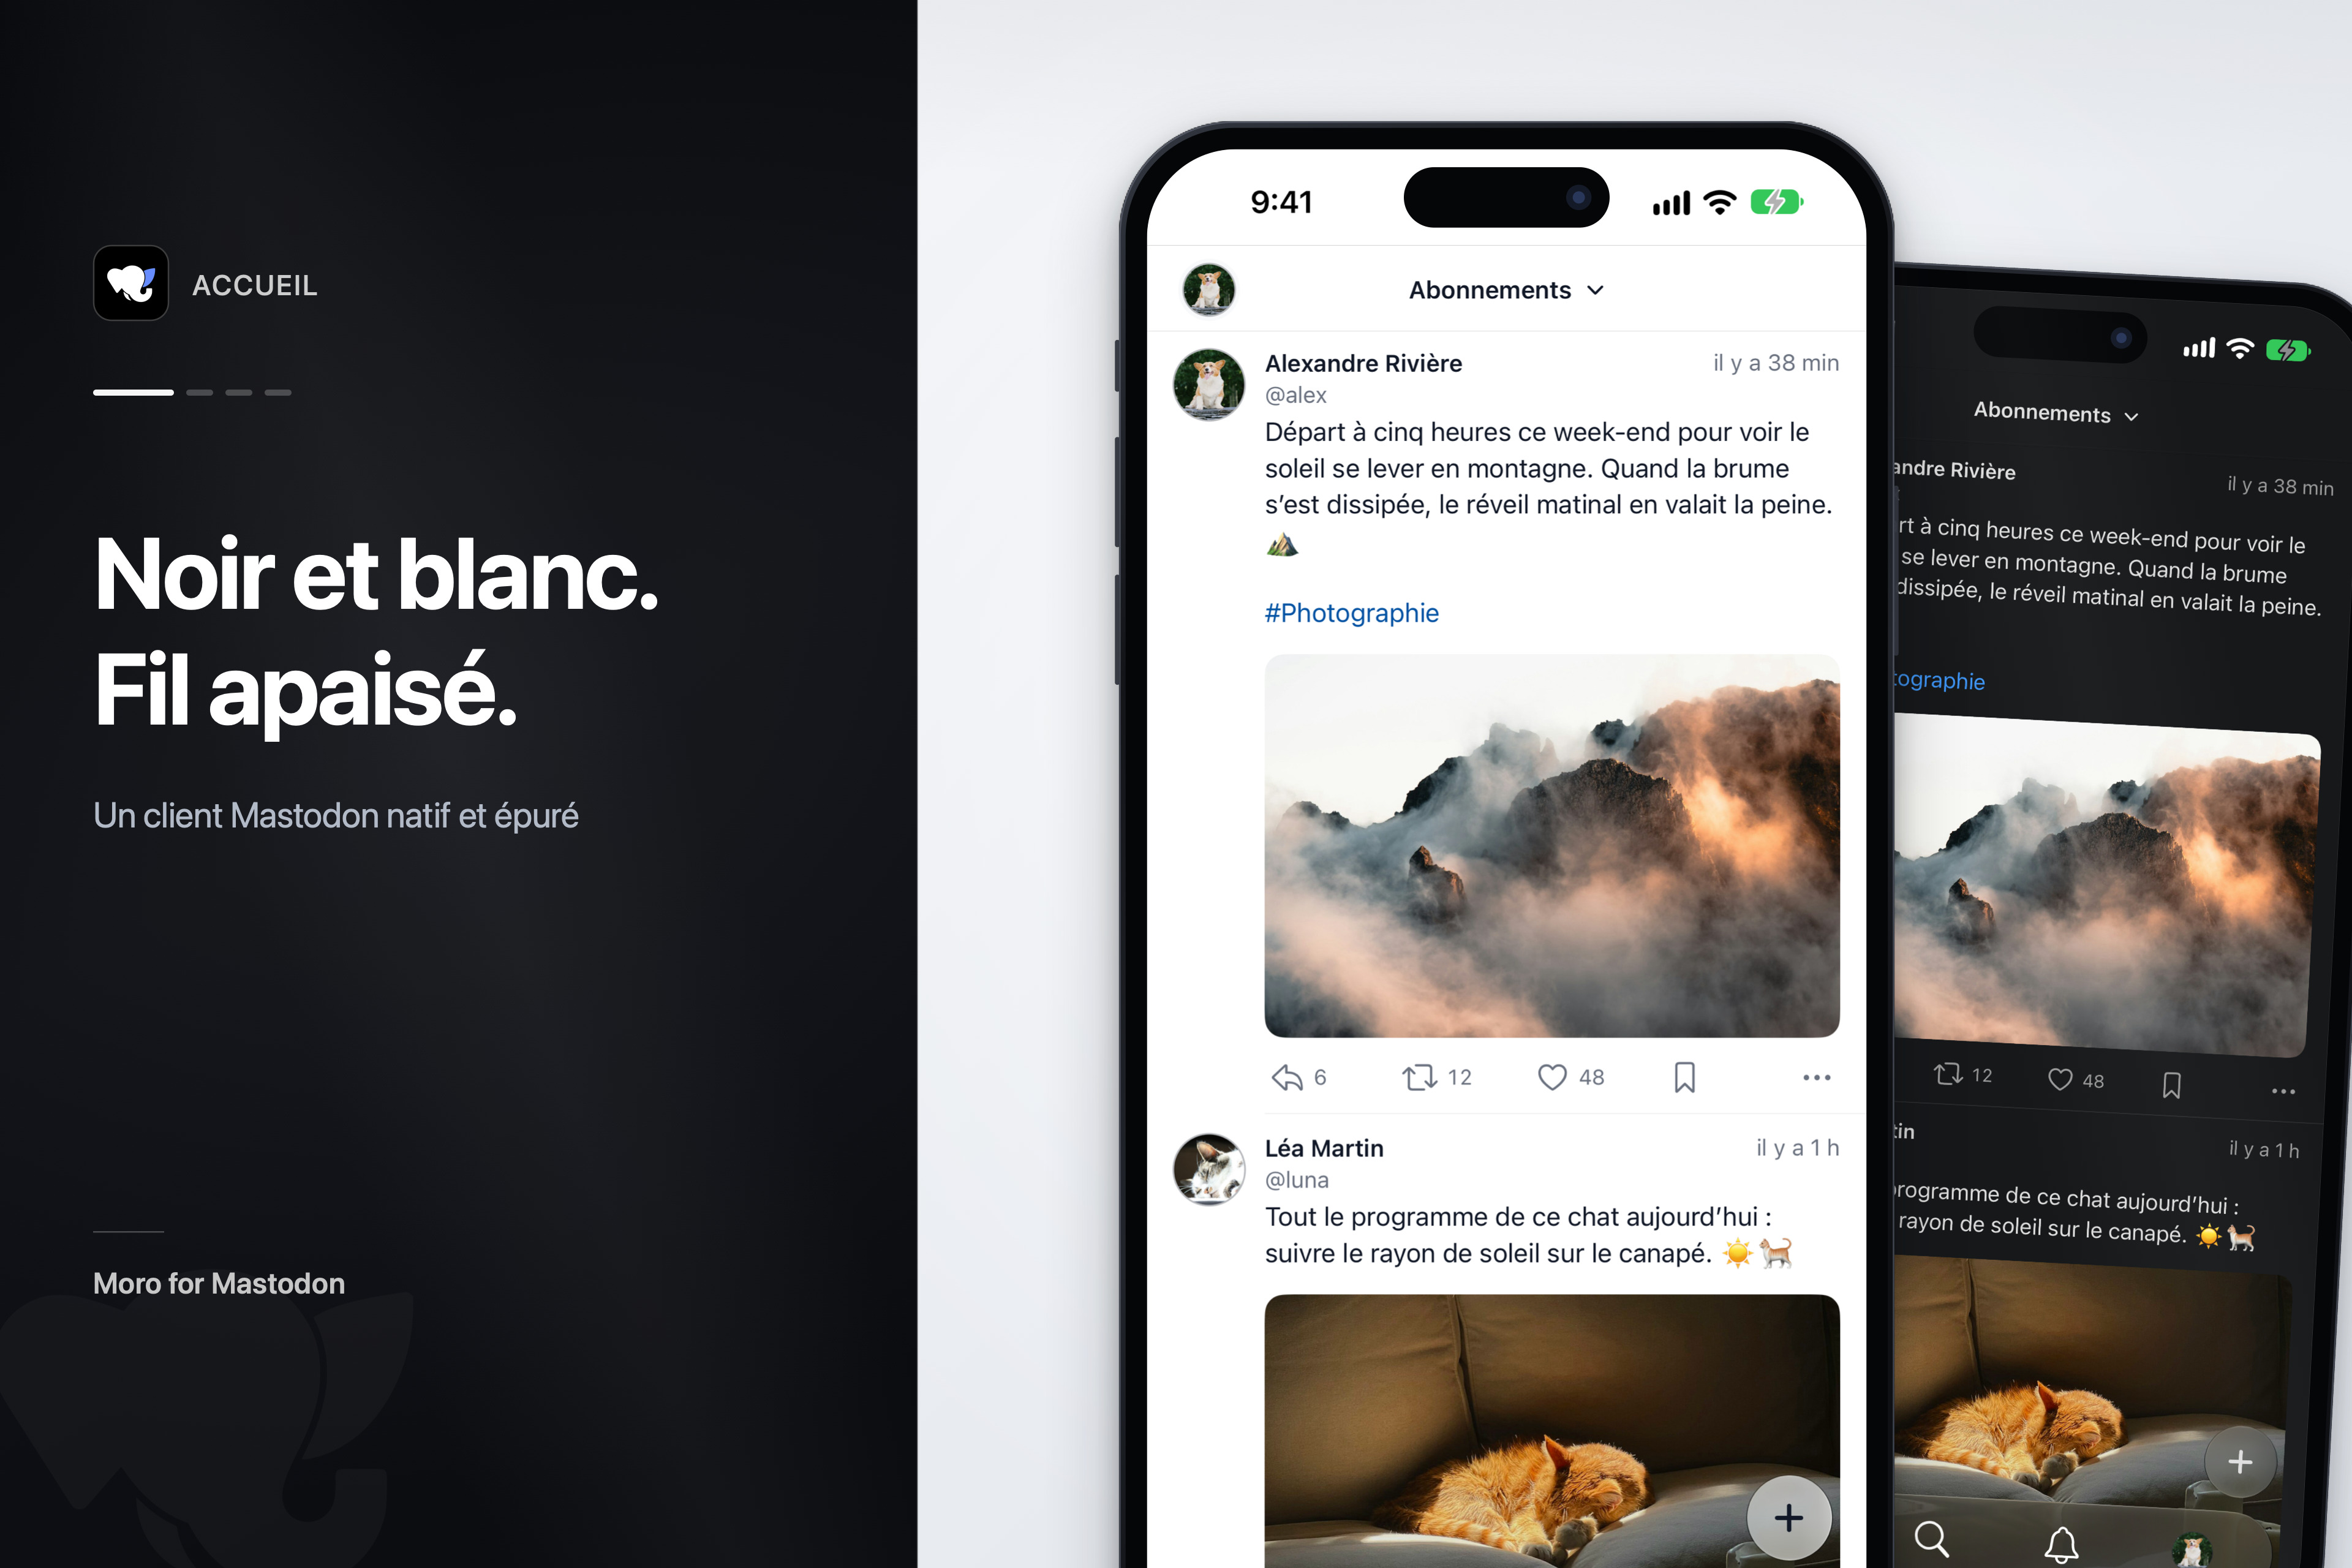 ACCUEIL
Noir et blanc.
Fil apaisé.
Un client Mastodon natif et épuré
Moro for Mastodon
9:41
Abonnements
Alexandre Rivière
il y a 38 min
@alex
Départ à cinq heures ce week-end pour voir le
soleil se lever en montagne. Quand la brume
s’est dissipée, le réveil matinal en valait la peine.
#Photographie
6
12
48
Léa Martin
il y a 1 h
@luna
Tout le programme de ce chat aujourd’hui :
suivre le rayon de soleil sur le canapé.
Abonnements
andre Rivière
il y a 38 min
rt à cinq heures ce week-end pour voir le
se lever en montagne. Quand la brume
dissipée, le réveil matinal en valait la peine.
tographie
12
48
tin
il y a 1 h
programme de ce chat aujourd’hui :
rayon de soleil sur le canapé.